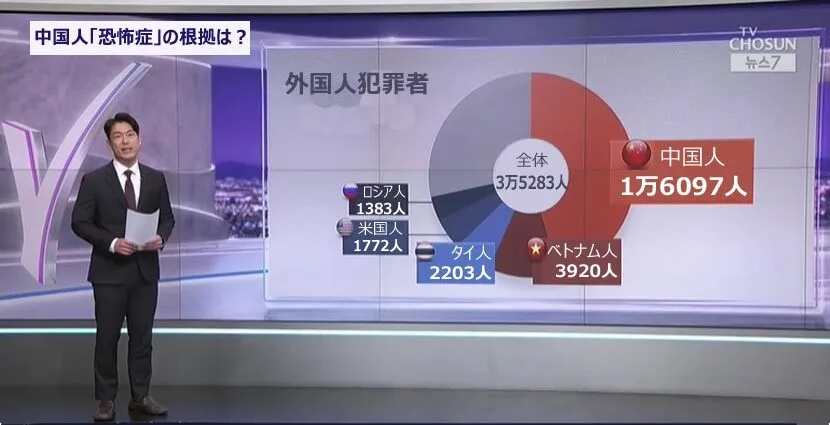 中国人「恐怖症」の根拠は？
TV
CHOSUN
뉴스7
外国人犯罪者
全体
3万5283人
中国人
1万6097人
ロシア人
1383人
米国人
1772人
タイ人
2203人
ベトナム人
3920人